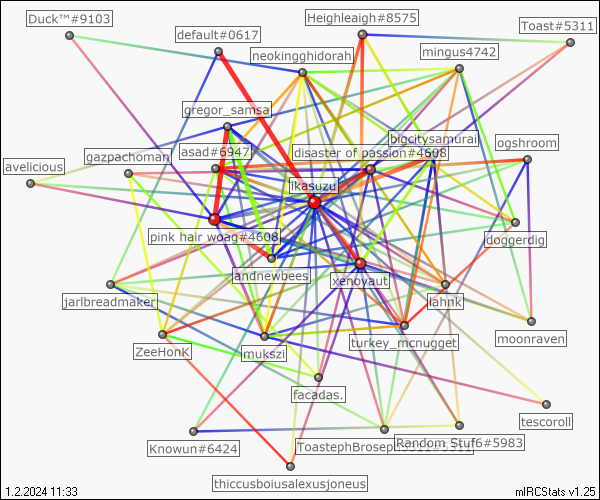 Duck™#9103
Heighleaigh#8575
Toast#5311
default#0617
neokingghidorah
mingus4742
gregor_samsa
bigcitysamurai
ogshroom
asad#6947
disaster of passion#4608
gazpachoman
avelicious
ikasuzu
pink hair woag#4608
doggerdig
andnewbees
xenoyaut
jarlbreadmaker
lahnk
moonraven
ZeeHonK
mukszi
turkey_mcnugget
facadas.
tescoroll
Knowun#6424
Random Stuf6#5983
thiccusboiusalexusjoneus
1.2.2024 11:33
mIRCStats v1.25